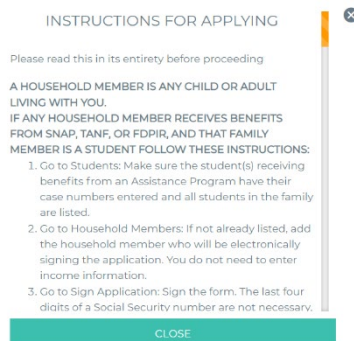 INSTRUCTIONS FOR APPLYING
Please read this in its entirety before proceeding
A HOUSEHOLD MEMBER IS ANY CHILD OR ADULT
LIVING WITH YOU.
IF ANY HOUSEHOLD MEMBER RECEIVES BENEFITS
FROM SNAP, TANF, OR FDPIR, AND THAT FAMILY
MEMBER IS A STUDENT FOLLOW THESE INSTRUCTIONS:
1. Go to Students: Make sure the student(s) receiving
benefits from an Assistance Program have their
case numbers entered and all students in the family
are listed.
2. Go to Household Members: If not already listed, add
the household member who will be electronically
signing the application. You do not need to enter
income information.
3. Go to Sign Application: Sign the form. The last four
digits of a Social Security number are not necessary.
CLOSE